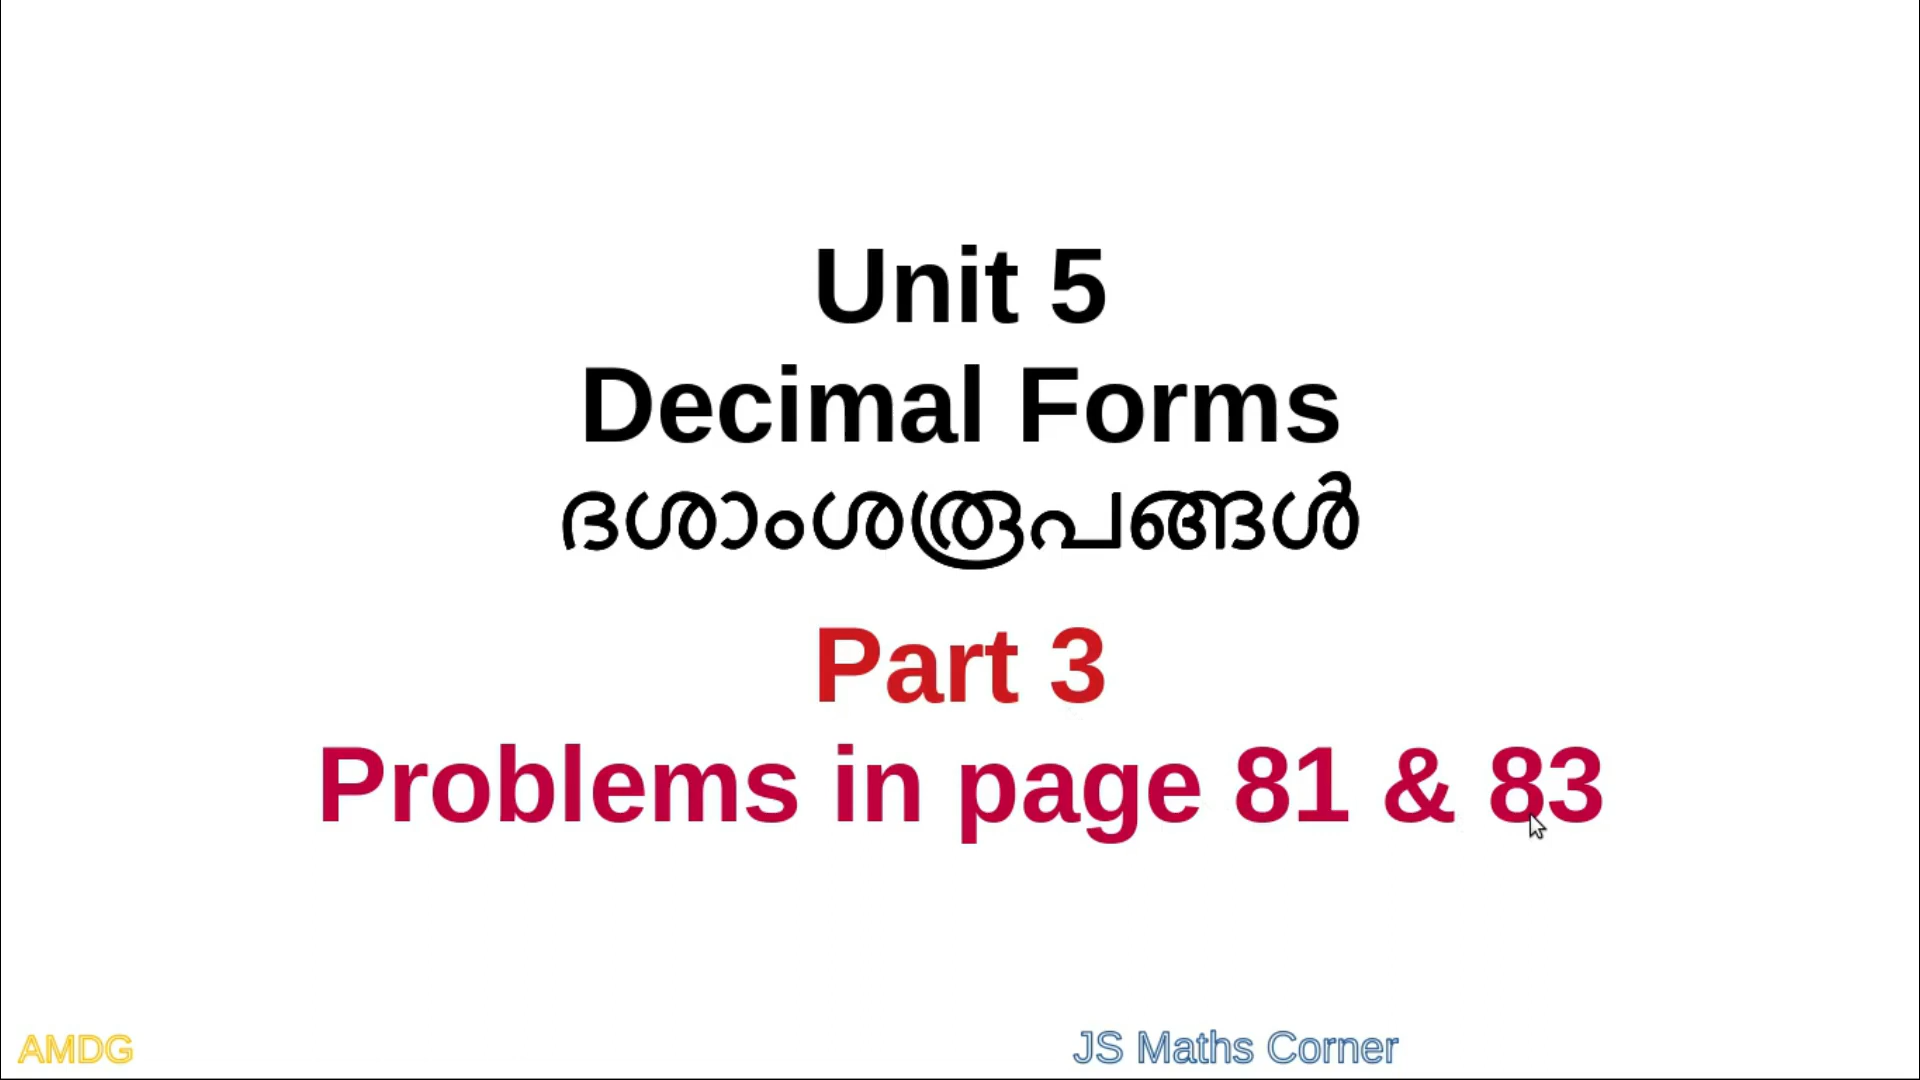 Unit 5
Decimal Forms
ദശാംശരൂപങ്ങൾ
Part 3
Problems in page 81 & 83
AMDG
JS Maths Corner